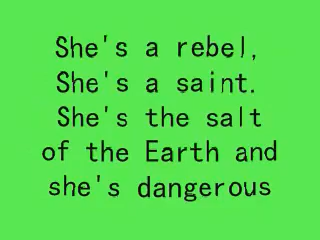 She's a rebel,
She's a saint.
She's the salt
of the Earth and
she's dangerous